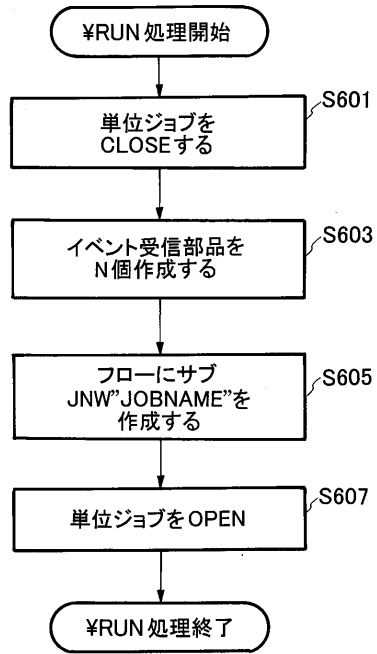 ¥RUN 処理開始
S601
単位ジョブを
CLOSEする
S603
イベント受信部品を
N個作成する
S605
フローにサブ
JNW”JOBNAME”を
作成する
S607
単位ジョブをOPEN
¥RUN 処理終了